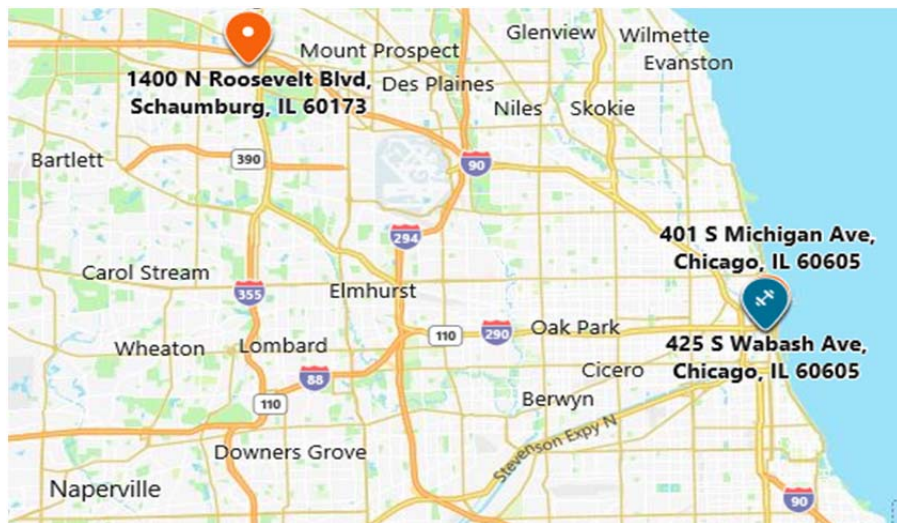 Glenview
Wilmette
Mount Prospect
Evanston
1400 N Roosevelt Blvd,
Schaumburg, IL 60173
Des Plaines
Niles
Skokie
Bartlett
390
90
294
401 S Michigan Ave,
Chicago, IL 60605
Carol Stream
355
Elmhurst
110
290
Oak Park
425 S Wabash Ave,
Chicago, IL 60605
Wheaton
Lombard
88
Cicero
110
Berwyn
Stevenson Expy N
Downers Grove
Naperville
90